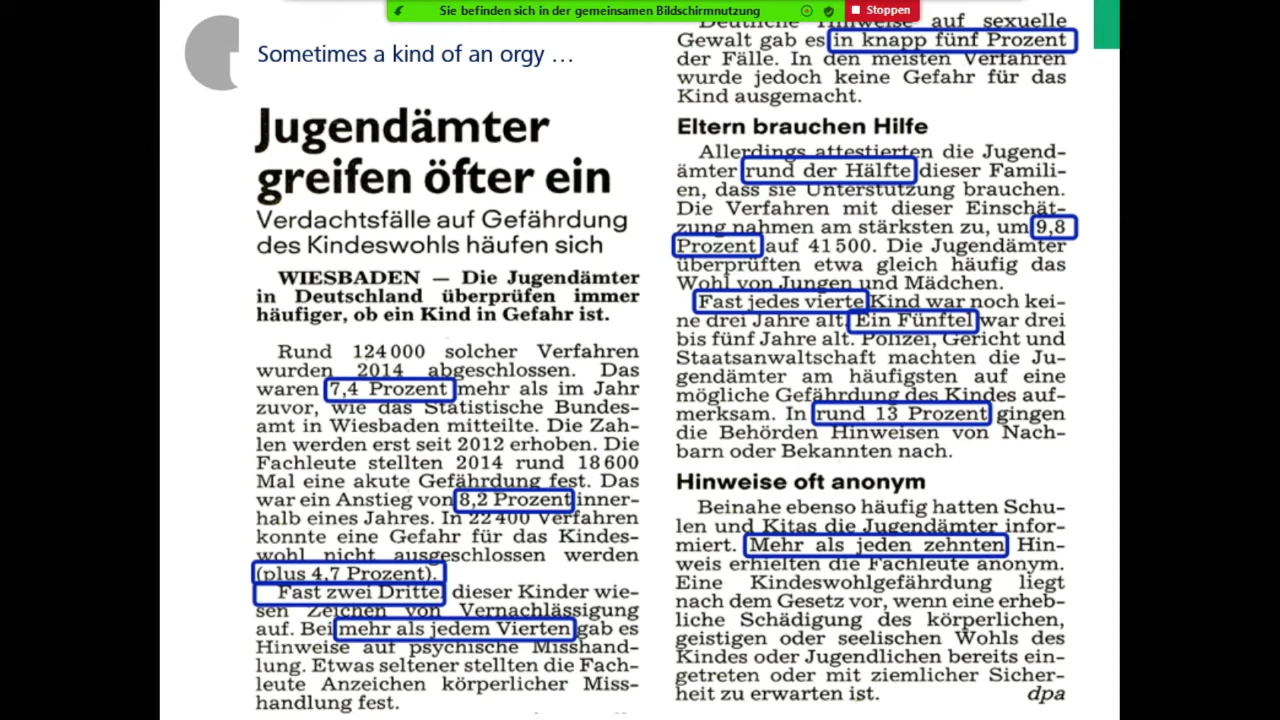 Sie befinden sich in der gemeinsamen Bildschirmnutzung
Stoppen
Sometimes a kind of an orgy …
Jugendämter
greifen öfter ein
Verdachtsfälle auf Gefährdung
des Kindeswohls häufen sich
WIESBADEN — Die Jugendämter
in Deutschland überprüfen immer
häufiger, ob ein Kind in Gefahr ist.
Rund 124 000 solcher Verfahren
wurden 2014 abgeschlossen. Das
waren 7,4 Prozent mehr als im Jahr
zuvor, wie das Statistische Bundes-
amt in Wiesbaden mitteilte. Die Zah-
len werden erst seit 2012 erhoben. Die
Fachleute stellten 2014 rund 18 600
Mal eine akute Gefährdung fest. Das
war ein Anstieg von 8,2 Prozent inner-
halb eines Jahres. In 22 400 Verfahren
konnte eine Gefahr für das Kindes-
wohl nicht ausgeschlossen werden
(plus 4,7 Prozent).
Fast zwei Drittel dieser Kinder wie-
sen Zeichen von Vernachlässigung
auf. Bei mehr als jedem Vierten gab es
Hinweise auf psychische Misshand-
lung. Etwas seltener stellten die Fach-
leute Anzeichen körperlicher Miss-
handlung fest.
Deutliche Hinweise auf sexuelle
Gewalt gab es in knapp fünf Prozent
der Fälle. In den meisten Verfahren
wurde jedoch keine Gefahr für das
Kind ausgemacht.
Eltern brauchen Hilfe
Allerdings attestierten die Jugend-
ämter rund der Hälfte dieser Famili-
en, dass sie Unterstützung brauchen.
Die Verfahren mit dieser Einschät-
zung nahmen am stärksten zu, um 9,8
Prozent auf 41 500. Die Jugendämter
überprüften etwa gleich häufig das
Wohl von Jungen und Mädchen.
Fast jedes vierte Kind war noch kei-
ne drei Jahre alt. Ein Fünftel war drei
bis fünf Jahre alt. Polizei, Gericht und
Staatsanwaltschaft machten die Ju-
gendämter am häufigsten auf eine
mögliche Gefährdung des Kindes auf-
merksam. In rund 13 Prozent gingen
die Behörden Hinweisen von Nach-
barn oder Bekannten nach.
Hinweise oft anonym
Beinahe ebenso häufig hatten Schu-
len und Kitas die Jugendämter infor-
miert. Mehr als jeden zehnten Hin-
weis erhielten die Fachleute anonym.
Eine Kindeswohlgefährdung liegt
nach dem Gesetz vor, wenn eine erheb-
liche Schädigung des körperlichen,
geistigen oder seelischen Wohls des
Kindes oder Jugendlichen bereits ein-
getreten oder mit ziemlicher Sicher-
heit zu erwarten ist. dpa